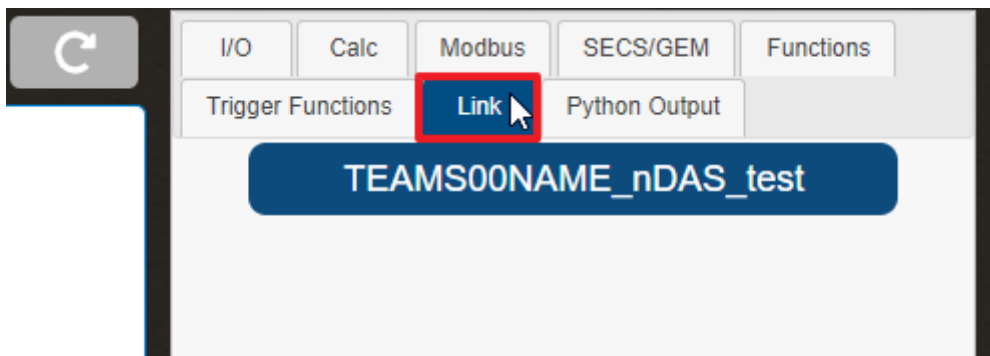 I/O Calc Modbus SECS/GEM Functions
Trigger Functions Link Python Output
TEAMS00NAME_nDAS_test